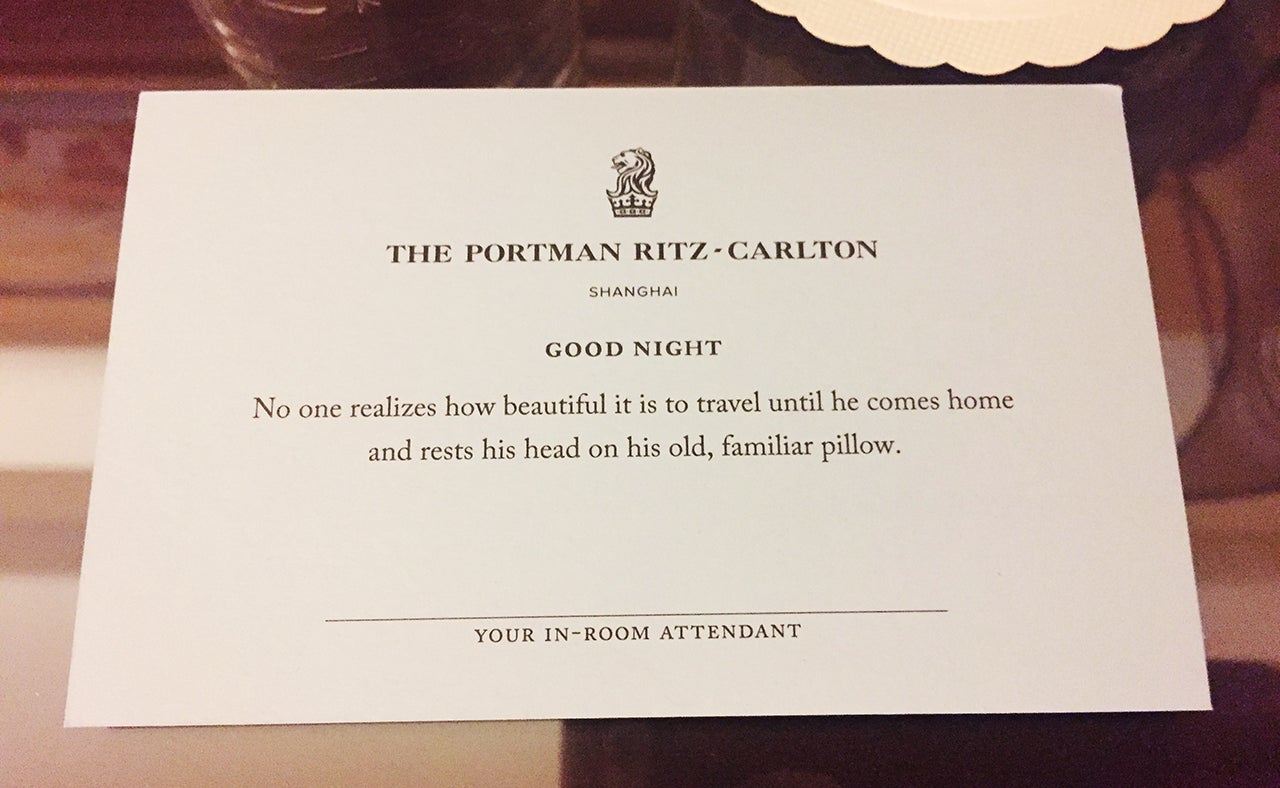 THE PORTMAN RITZ-CARLTON
SHANGHAI
GOOD NIGHT
No one realizes how beautiful it is to travel until he comes home
and rests his head on his old, familiar pillow.
YOUR IN-ROOM ATTENDANT